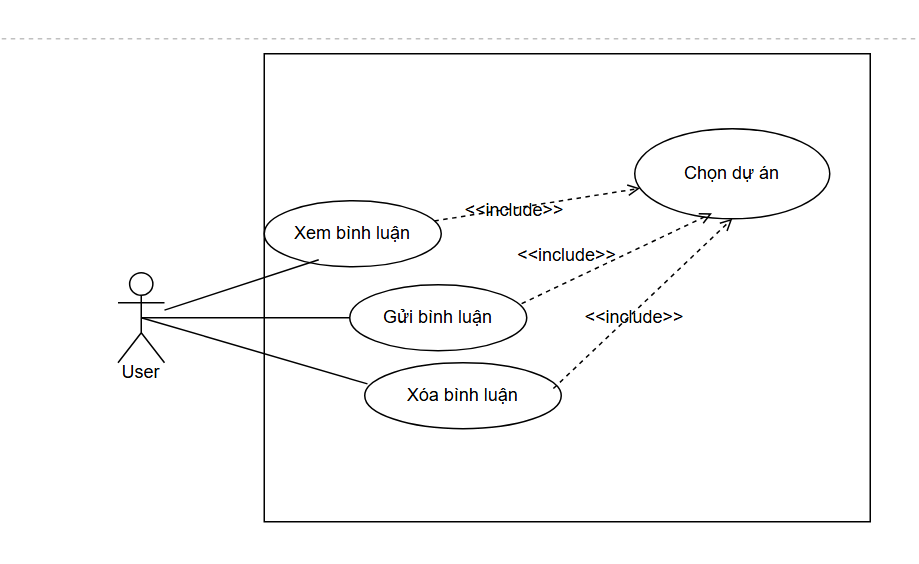 Chọn dự án
<<include>>
Xem bình luận
<<include>>
Gửi bình luận
<<include>>
User
Xóa bình luận